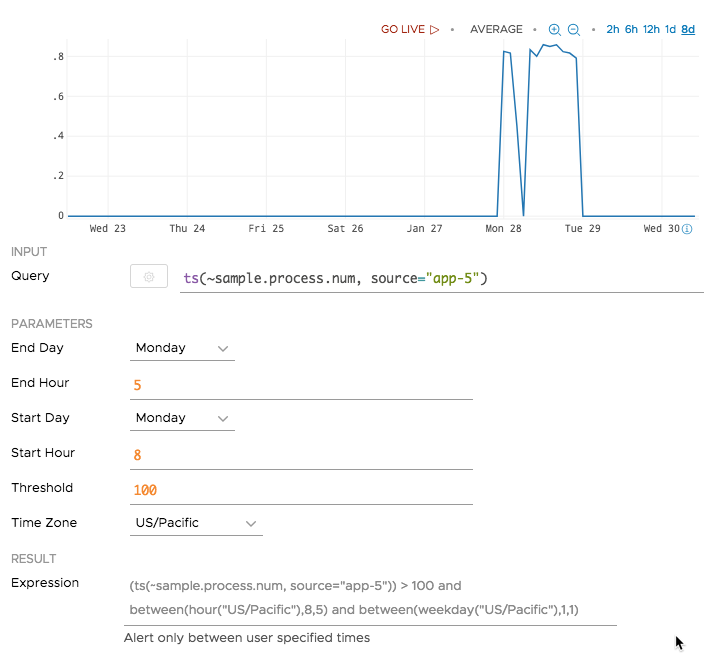 GO LIVE ▷ • AVERAGE • • 2h 6h 12h 1d 8d
.8
.6
.4
.2
0
Wed 23 Thu 24 Fri 25 Sat 26 Jan 27 Mon 28 Tue 29 Wed 30
INPUT
Query ts(~sample.process.num, source="app-5")
PARAMETERS
End Day Monday
End Hour 5
Start Day Monday
Start Hour 8
Threshold 100
Time Zone US/Pacific
RESULT
Expression (ts(~sample.process.num, source="app-5")) > 100 and
between(hour("US/Pacific"),8,5) and between(weekday("US/Pacific"),1,1)
Alert only between user specified times